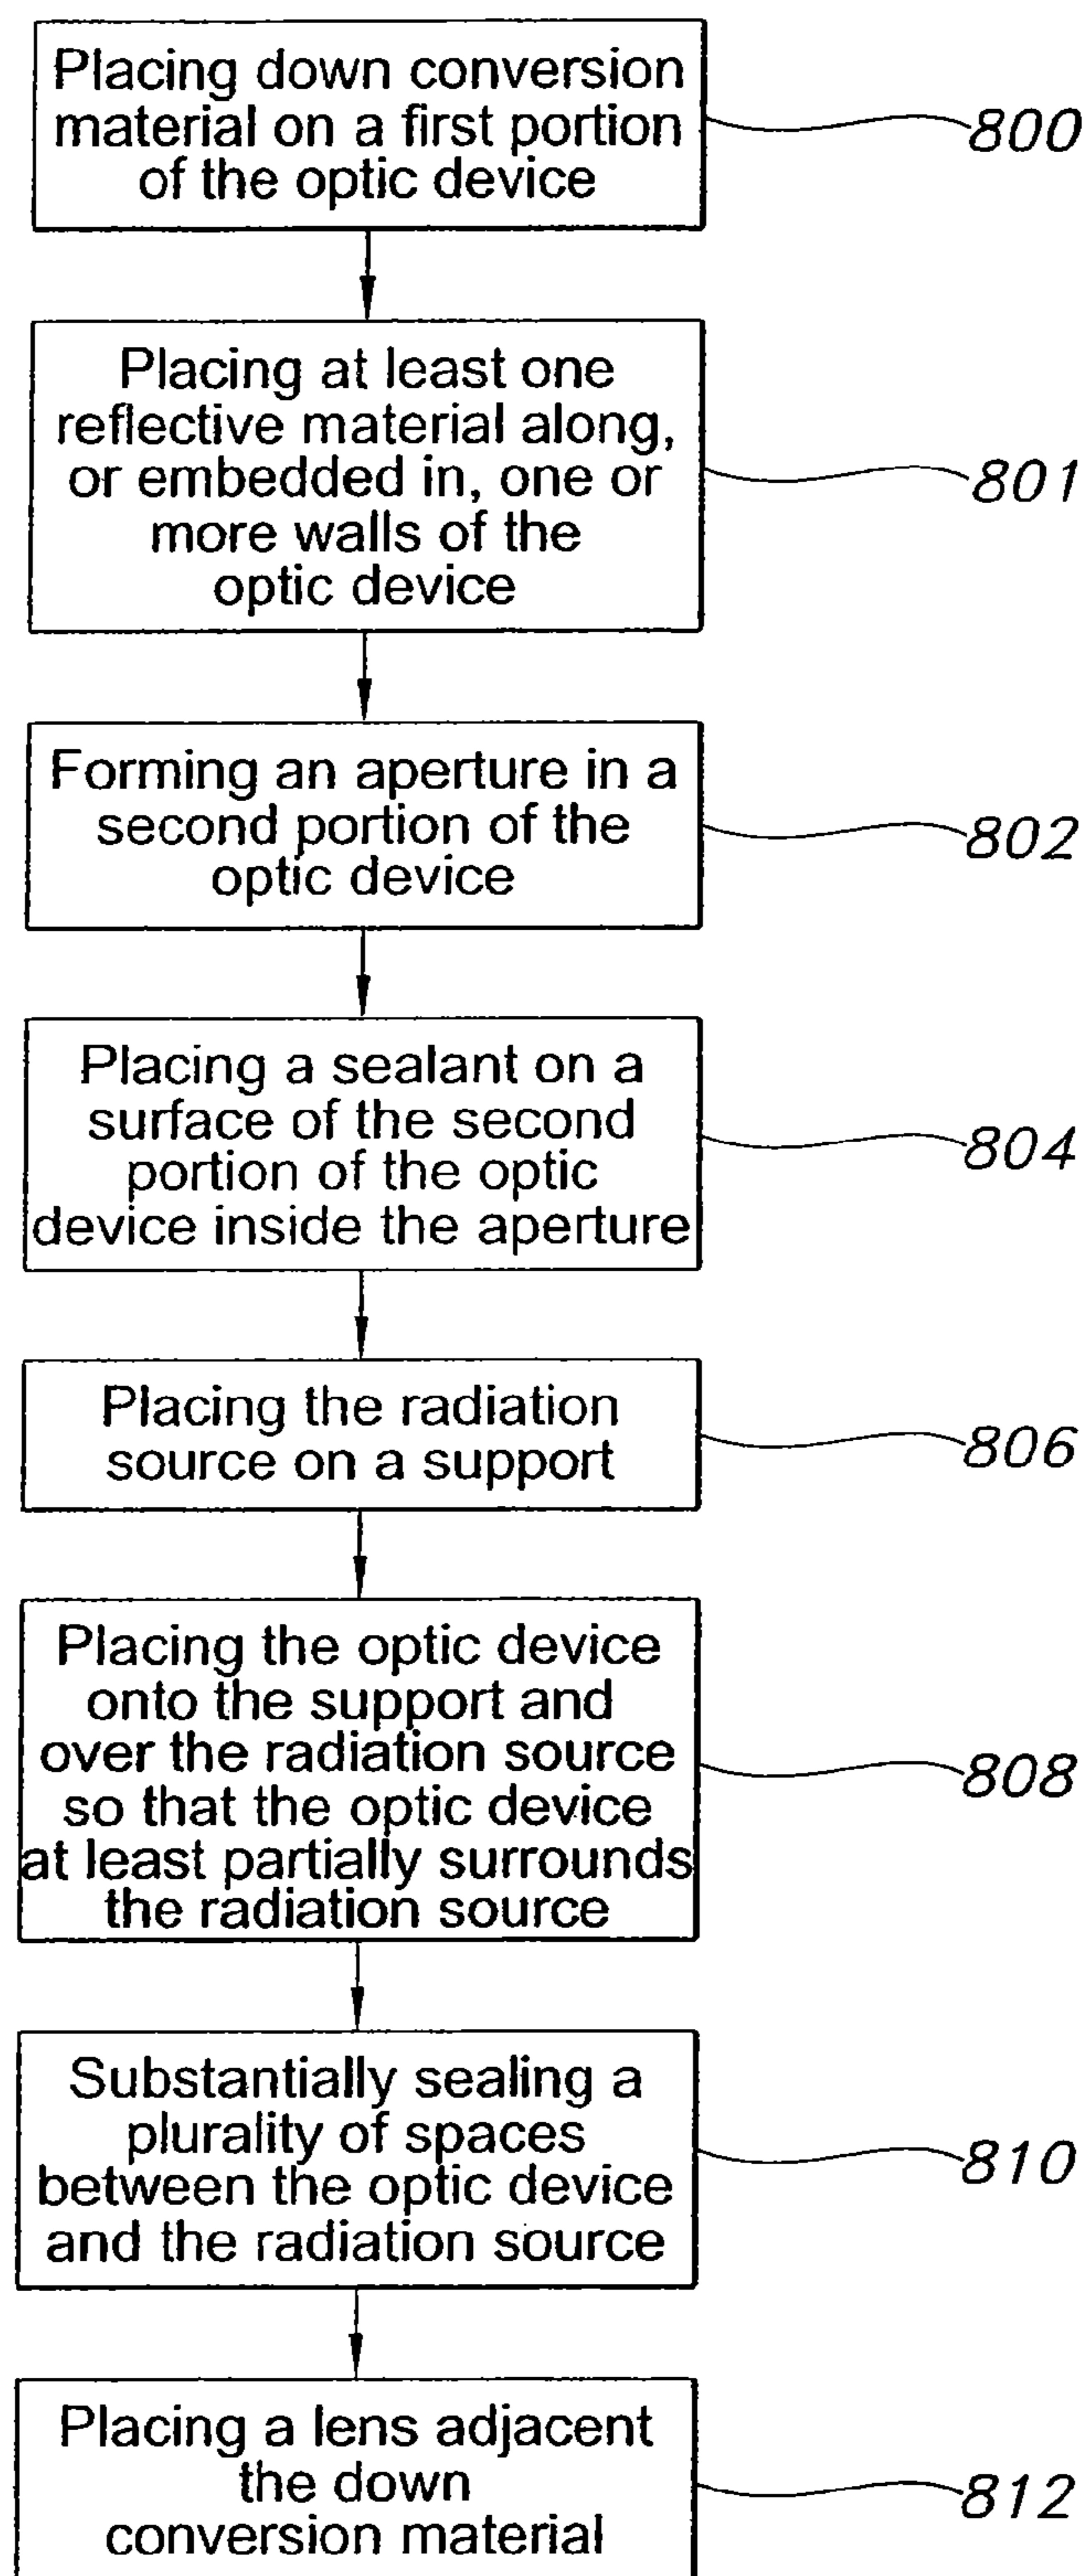 Placing down conversion
material on a first portion
of the optic device
800
Placing at least one
reflective material along,
or embedded in, one or
more walls of the
optic device
801
Forming an aperture in a
second portion of the
optic device
802
Placing a sealant on a
surface of the second
portion of the optic
device inside the aperture
804
Placing the radiation
source on a support
806
Placing the optic device
onto the support and
over the radiation source
so that the optic device
at least partially surrounds
the radiation source
808
Substantially sealing a
plurality of spaces
between the optic device
and the radiation source
810
Placing a lens adjacent
the down
conversion material
812